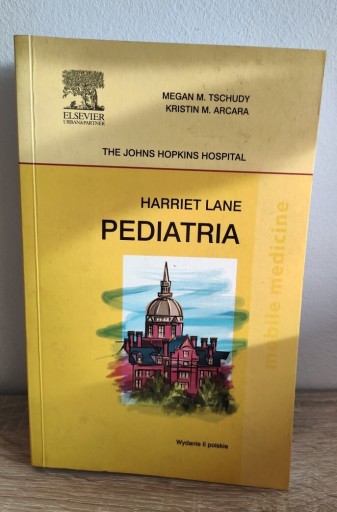 MEGAN M. TSCHUDY
KRISTIN M. ARCARA
ELSEVIER
URBAN&PARTNER
THE JOHNS HOPKINS HOSPITAL
HARRIET LANE
PEDIATRIA
mobile medicine
Wydanie II polskie